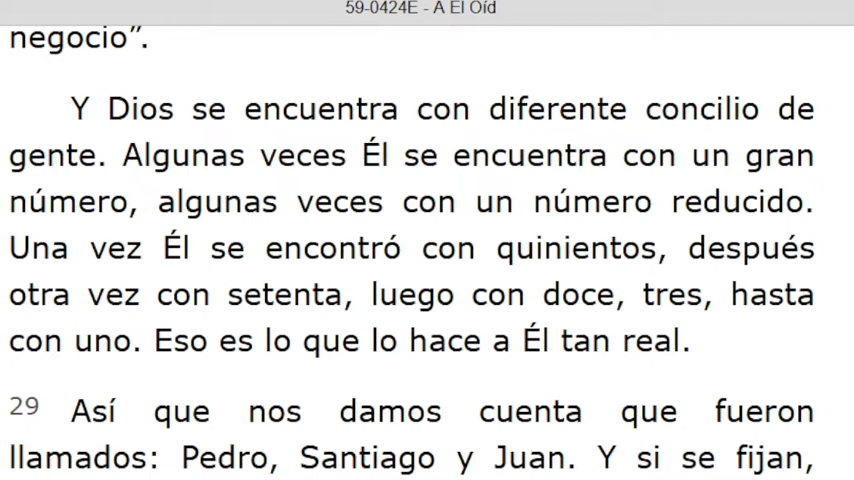 59-0424E - A El Oíd
negocio”.
Y Dios se encuentra con diferente concilio de
gente. Algunas veces Él se encuentra con un gran
número, algunas veces con un número reducido.
Una vez Él se encontró con quinientos, después
otra vez con setenta, luego con doce, tres, hasta
con uno. Eso es lo que lo hace a Él tan real.
29 Así que nos damos cuenta que fueron
llamados: Pedro, Santiago y Juan. Y si se fijan,